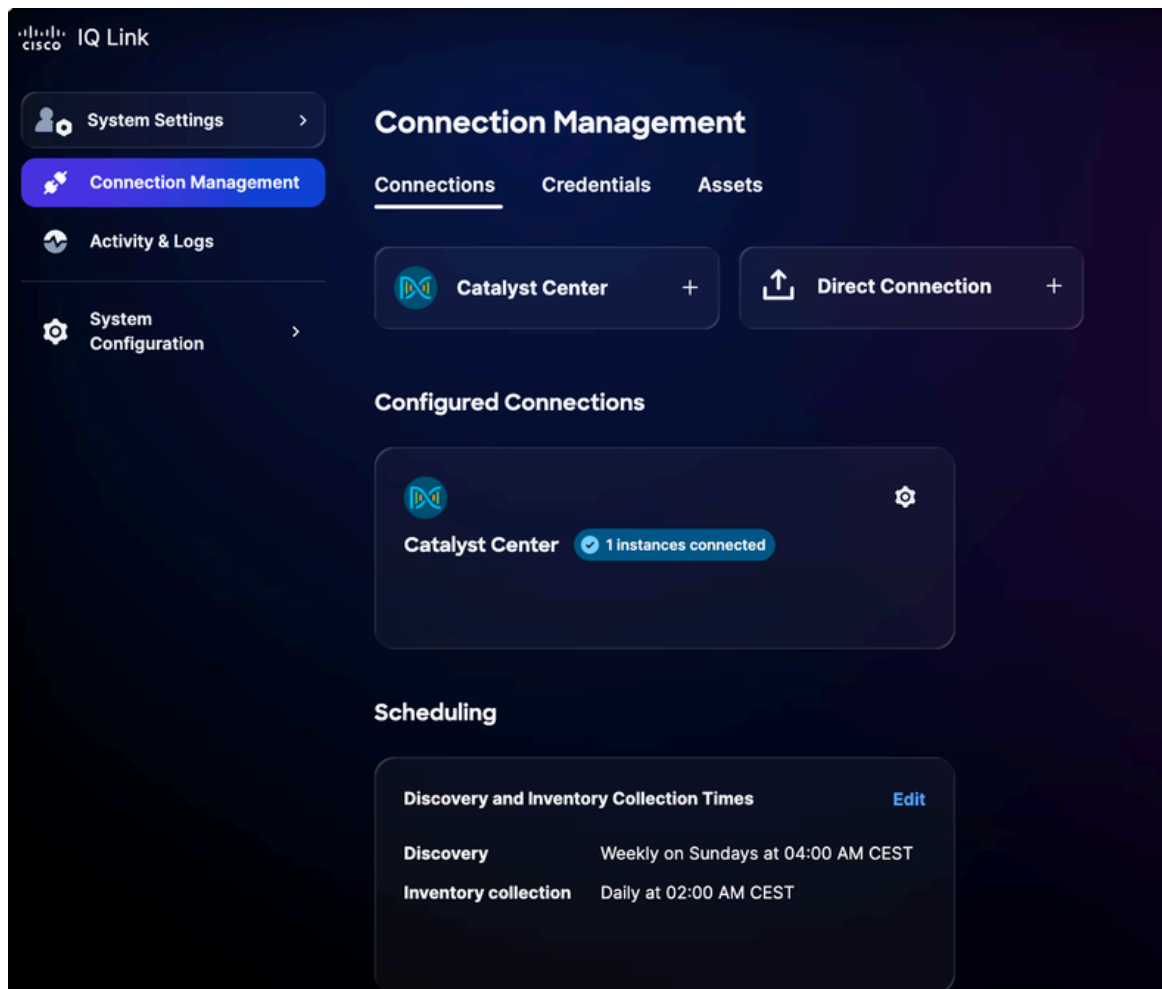 cisco IQ Link
System Settings
Connection Management
Activity & Logs
System
Configuration
Connection Management
Connections Credentials Assets
Catalyst Center +
Direct Connection +
Configured Connections
Catalyst Center 1 instances connected
Scheduling
Discovery and Inventory Collection Times Edit
Discovery Weekly on Sundays at 04:00 AM CEST
Inventory collection Daily at 02:00 AM CEST